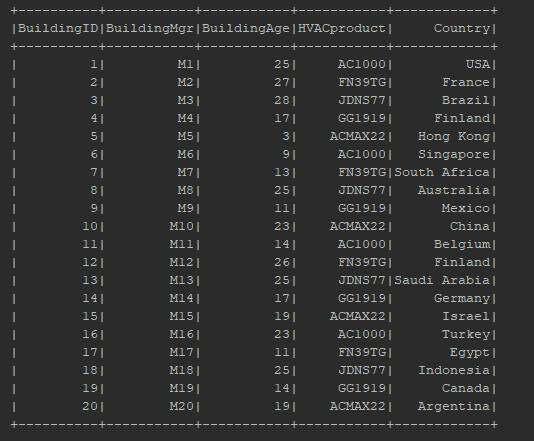 +----------+-----------+-----------+-----------+------------+
|BuildingID|BuildingMgr|BuildingAge|HVACproduct|     Country|
+----------+-----------+-----------+-----------+------------+
|         1|         M1|         25|     AC1000|         USA|
|         2|         M2|         27|     FN39TG|      France|
|         3|         M3|         28|     JDNS77|      Brazil|
|         4|         M4|         17|     GG1919|     Finland|
|         5|         M5|          3|    ACMAX22|   Hong Kong|
|         6|         M6|          9|     AC1000|   Singapore|
|         7|         M7|         13|     FN39TG|South Africa|
|         8|         M8|         25|     JDNS77|   Australia|
|         9|         M9|         11|     GG1919|      Mexico|
|        10|        M10|         23|    ACMAX22|       China|
|        11|        M11|         14|     AC1000|     Belgium|
|        12|        M12|         26|     FN39TG|     Finland|
|        13|        M13|         25|     JDNS77|Saudi Arabia|
|        14|        M14|         17|     GG1919|     Germany|
|        15|        M15|         19|    ACMAX22|      Israel|
|        16|        M16|         23|     AC1000|      Turkey|
|        17|        M17|         11|     FN39TG|       Egypt|
|        18|        M18|         25|     JDNS77|   Indonesia|
|        19|        M19|         14|     GG1919|      Canada|
|        20|        M20|         19|    ACMAX22|   Argentina|
+----------+-----------+-----------+-----------+------------+